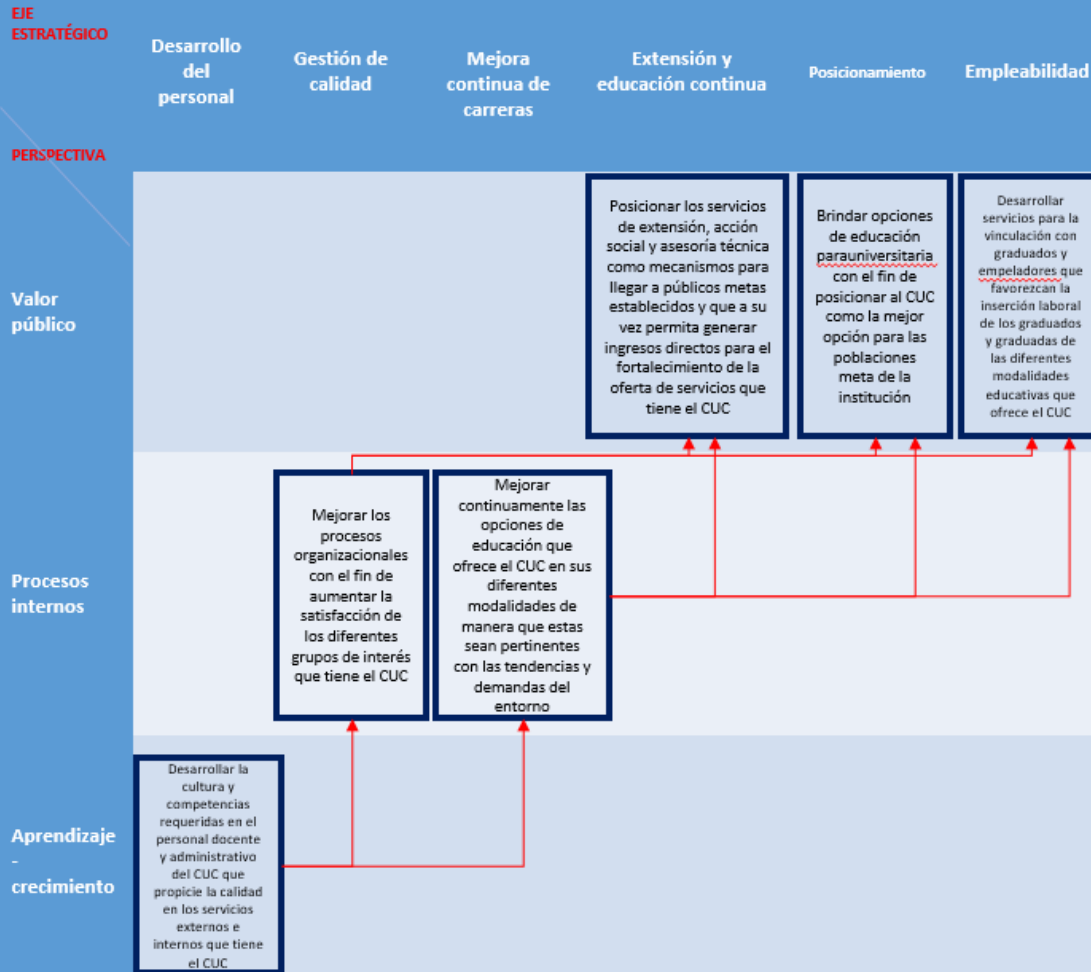 EJE
ESTRATÉGICO
PERSPECTIVA
Desarrollo
del
personal
Gestión de
calidad
Mejora
continua de
carreras
Extensión y
educación continua
Posicionamiento
Empleabilidad
Valor
público
Posicionar los servicios
de extensión, acción
social y asesoría técnica
como mecanismos para
llegar a públicos metas
establecidos y que a su
vez permita generar
ingresos directos para el
fortalecimiento de la
oferta de servicios que
tiene el CUC
Brindar opciones
de educación
parauniversitaria
con el fin de
posicionar al CUC
como la mejor
opción para las
poblaciones
meta de la
institución
Desarrollar
servicios para la
vinculación con
graduados y
empeladores que
favorezcan la
inserción laboral
de los graduados
y graduadas de
las diferentes
modalidades
educativas que
ofrece el CUC
Procesos
internos
Mejorar los
procesos
organizacionales
con el fin de
aumentar la
satisfacción de
los diferentes
grupos de interés
que tiene el CUC
Mejorar
continuamente las
opciones de
educación que
ofrece el CUC en sus
diferentes
modalidades de
manera que estas
sean pertinentes
con las tendencias y
demandas del
entorno
Aprendizaje
-
crecimiento
Desarrollar la
cultura y
competencias
requeridas en el
personal docente
y administrativo
del CUC que
propicie la calidad
en los servicios
externos e
internos que tiene
el CUC